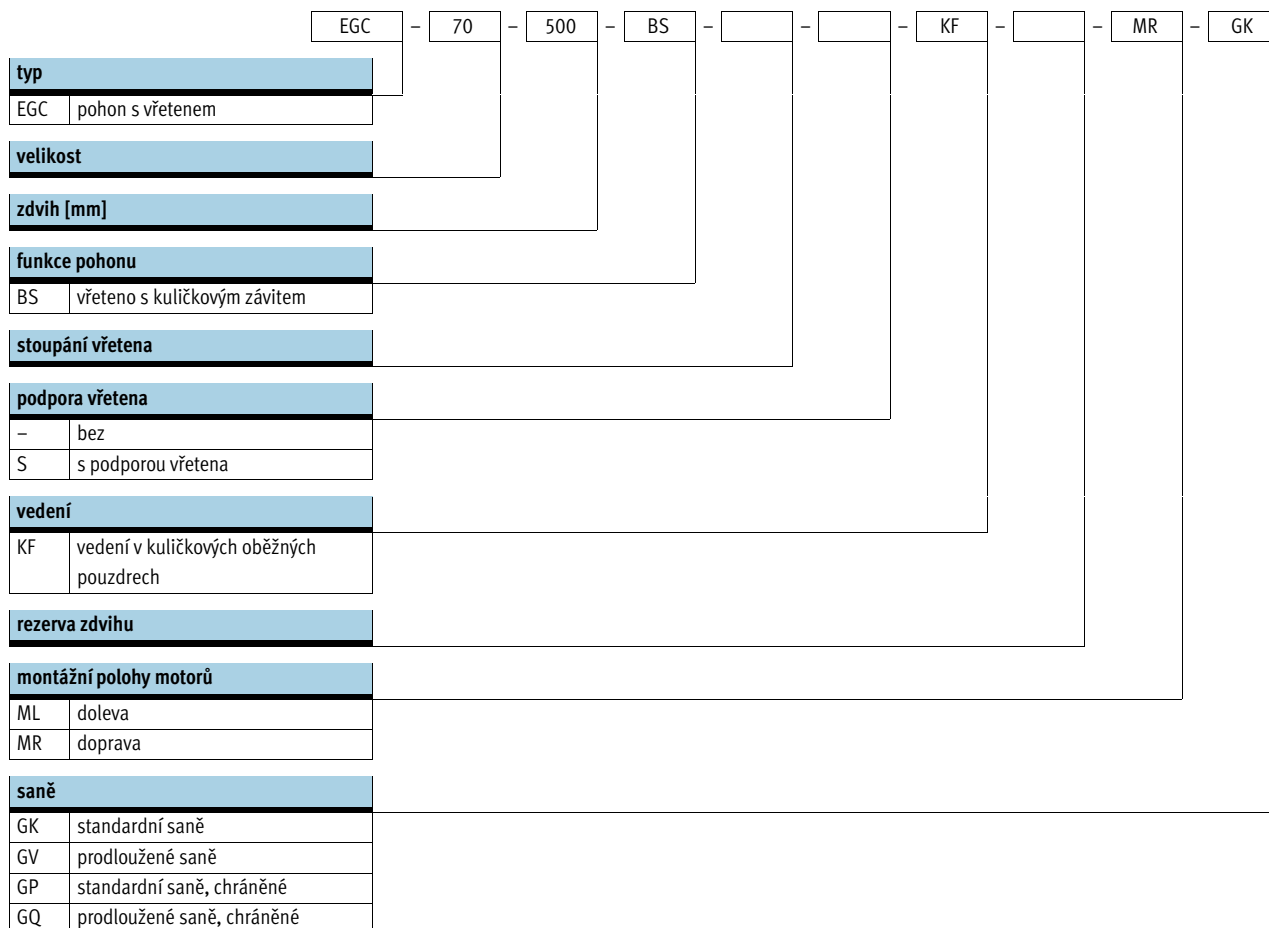 EGC – 70 – 500 – BS – – – KF – – MR – GK
typ
EGC pohon s vřetenem
velikost
zdvih [mm]
funkce pohonu
BS vřeteno s kuličkovým závitem
stoupání vřetena
podpora vřetena
– bez
S s podporou vřetena
vedení
KF vedení v kuličkových oběžných
pouzdrech
rezerva zdvihu
montážní polohy motorů
ML doleva
MR doprava
saně
GK standardní saně
GV prodloužené saně
GP standardní saně, chráněné
GQ prodloužené saně, chráněné